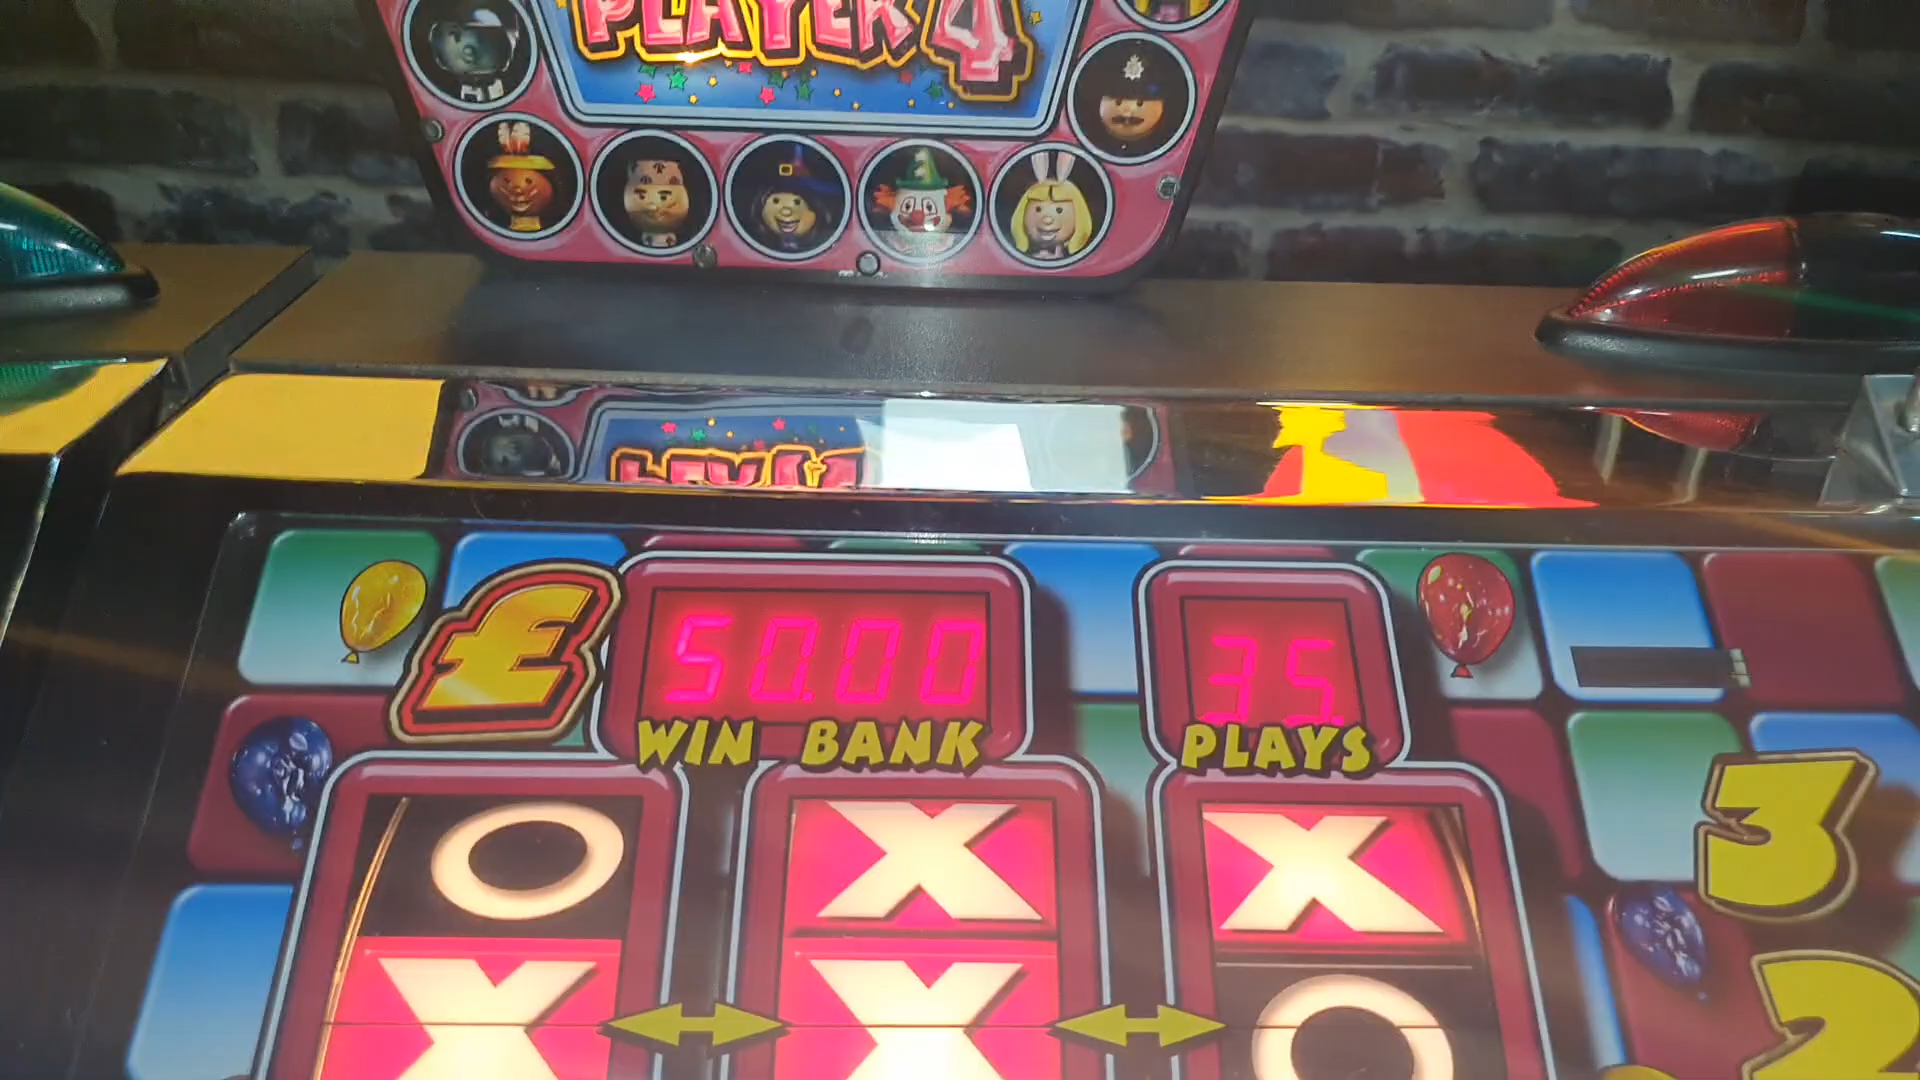 PLAYER 4
£ 50.00
35
WIN BANK
PLAYS
O X X
3
X X O
2